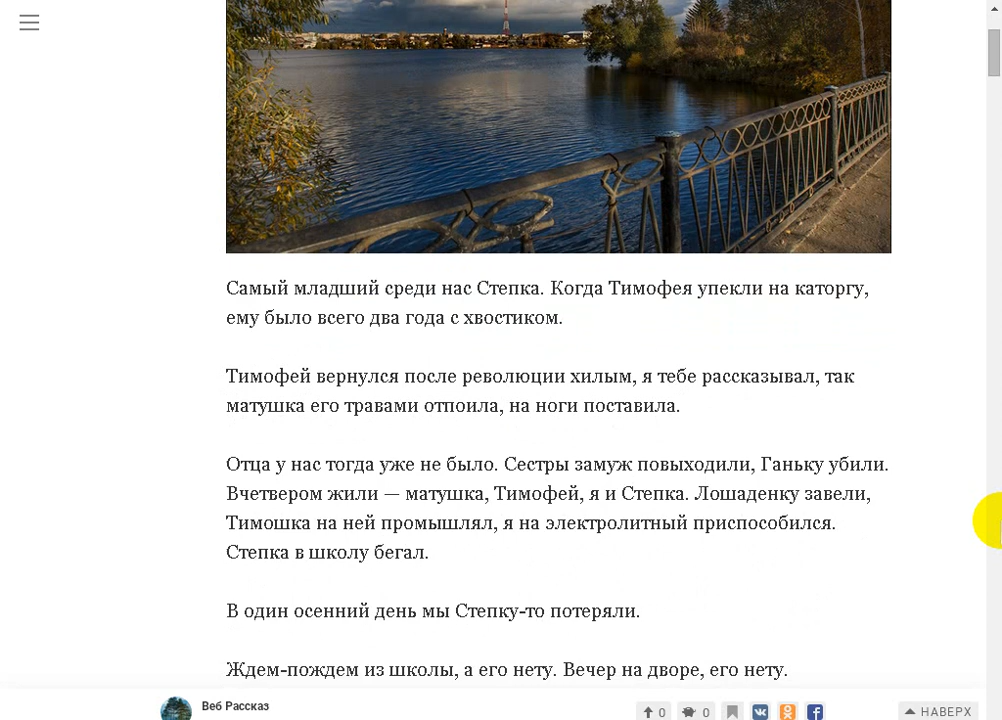 Самый младший среди нас Степка. Когда Тимофея упекли на каторгу,
ему было всего два года с хвостиком.
Тимофей вернулся после революции хилым, я тебе рассказывал, так
матушка его травами отпоила, на ноги поставила.
Отца у нас тогда уже не было. Сестры замуж повыходили, Ганьку убили.
Вчетвером жили — матушка, Тимофей, я и Степка. Лошаденку завели,
Тимошка на ней промышлял, я на электролитный приспособился.
Степка в школу бегал.
В один осенний день мы Степку-то потеряли.
Ждем-пождем из школы, а его нету. Вечер на дворе, его нету.
Веб Рассказ
0
0
НАВЕРХ